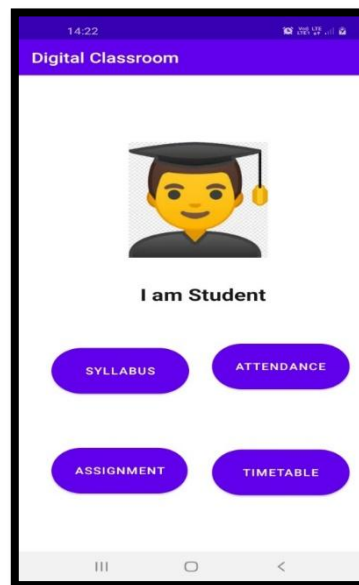 14:22
Digital Classroom
I am Student
SYLLABUS
ATTENDANCE
ASSIGNMENT
TIMETABLE